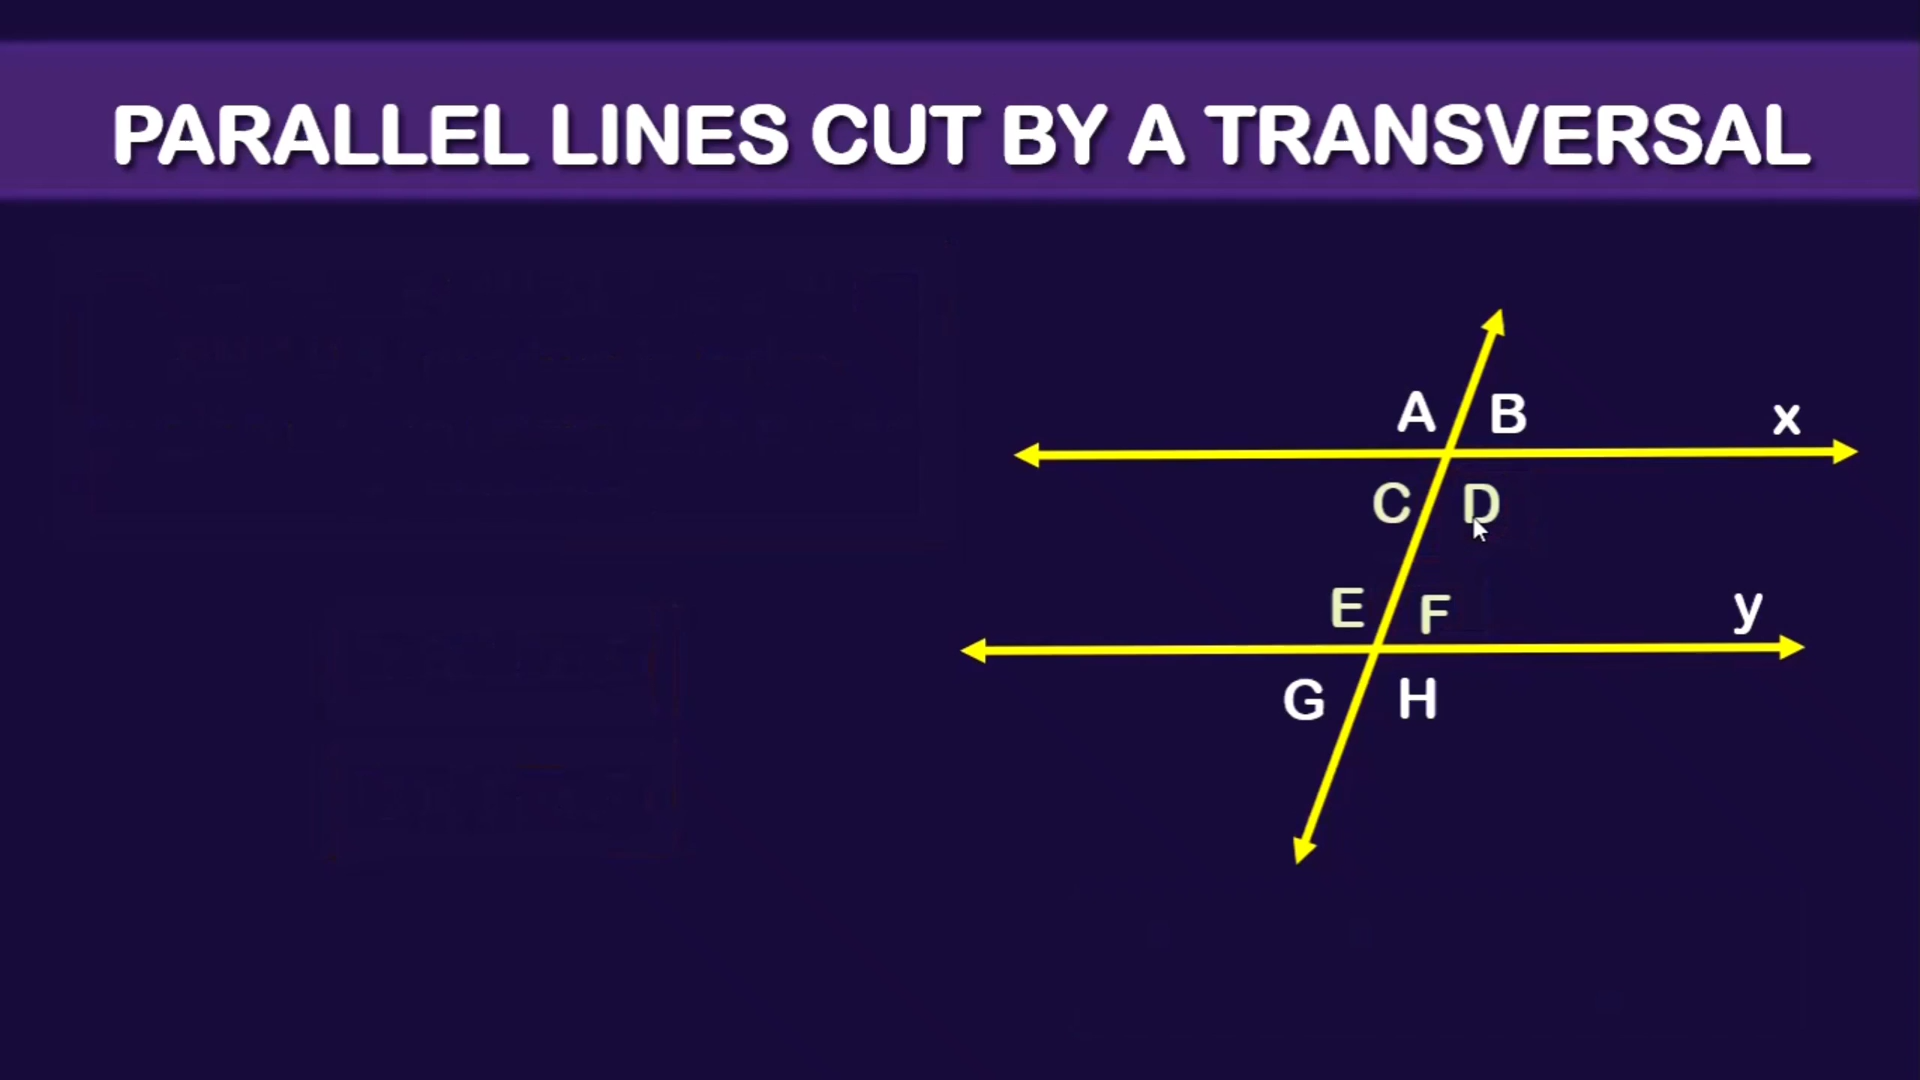 PARALLEL LINES CUT BY A TRANSVERSAL
A B x
C D
E F y
G H